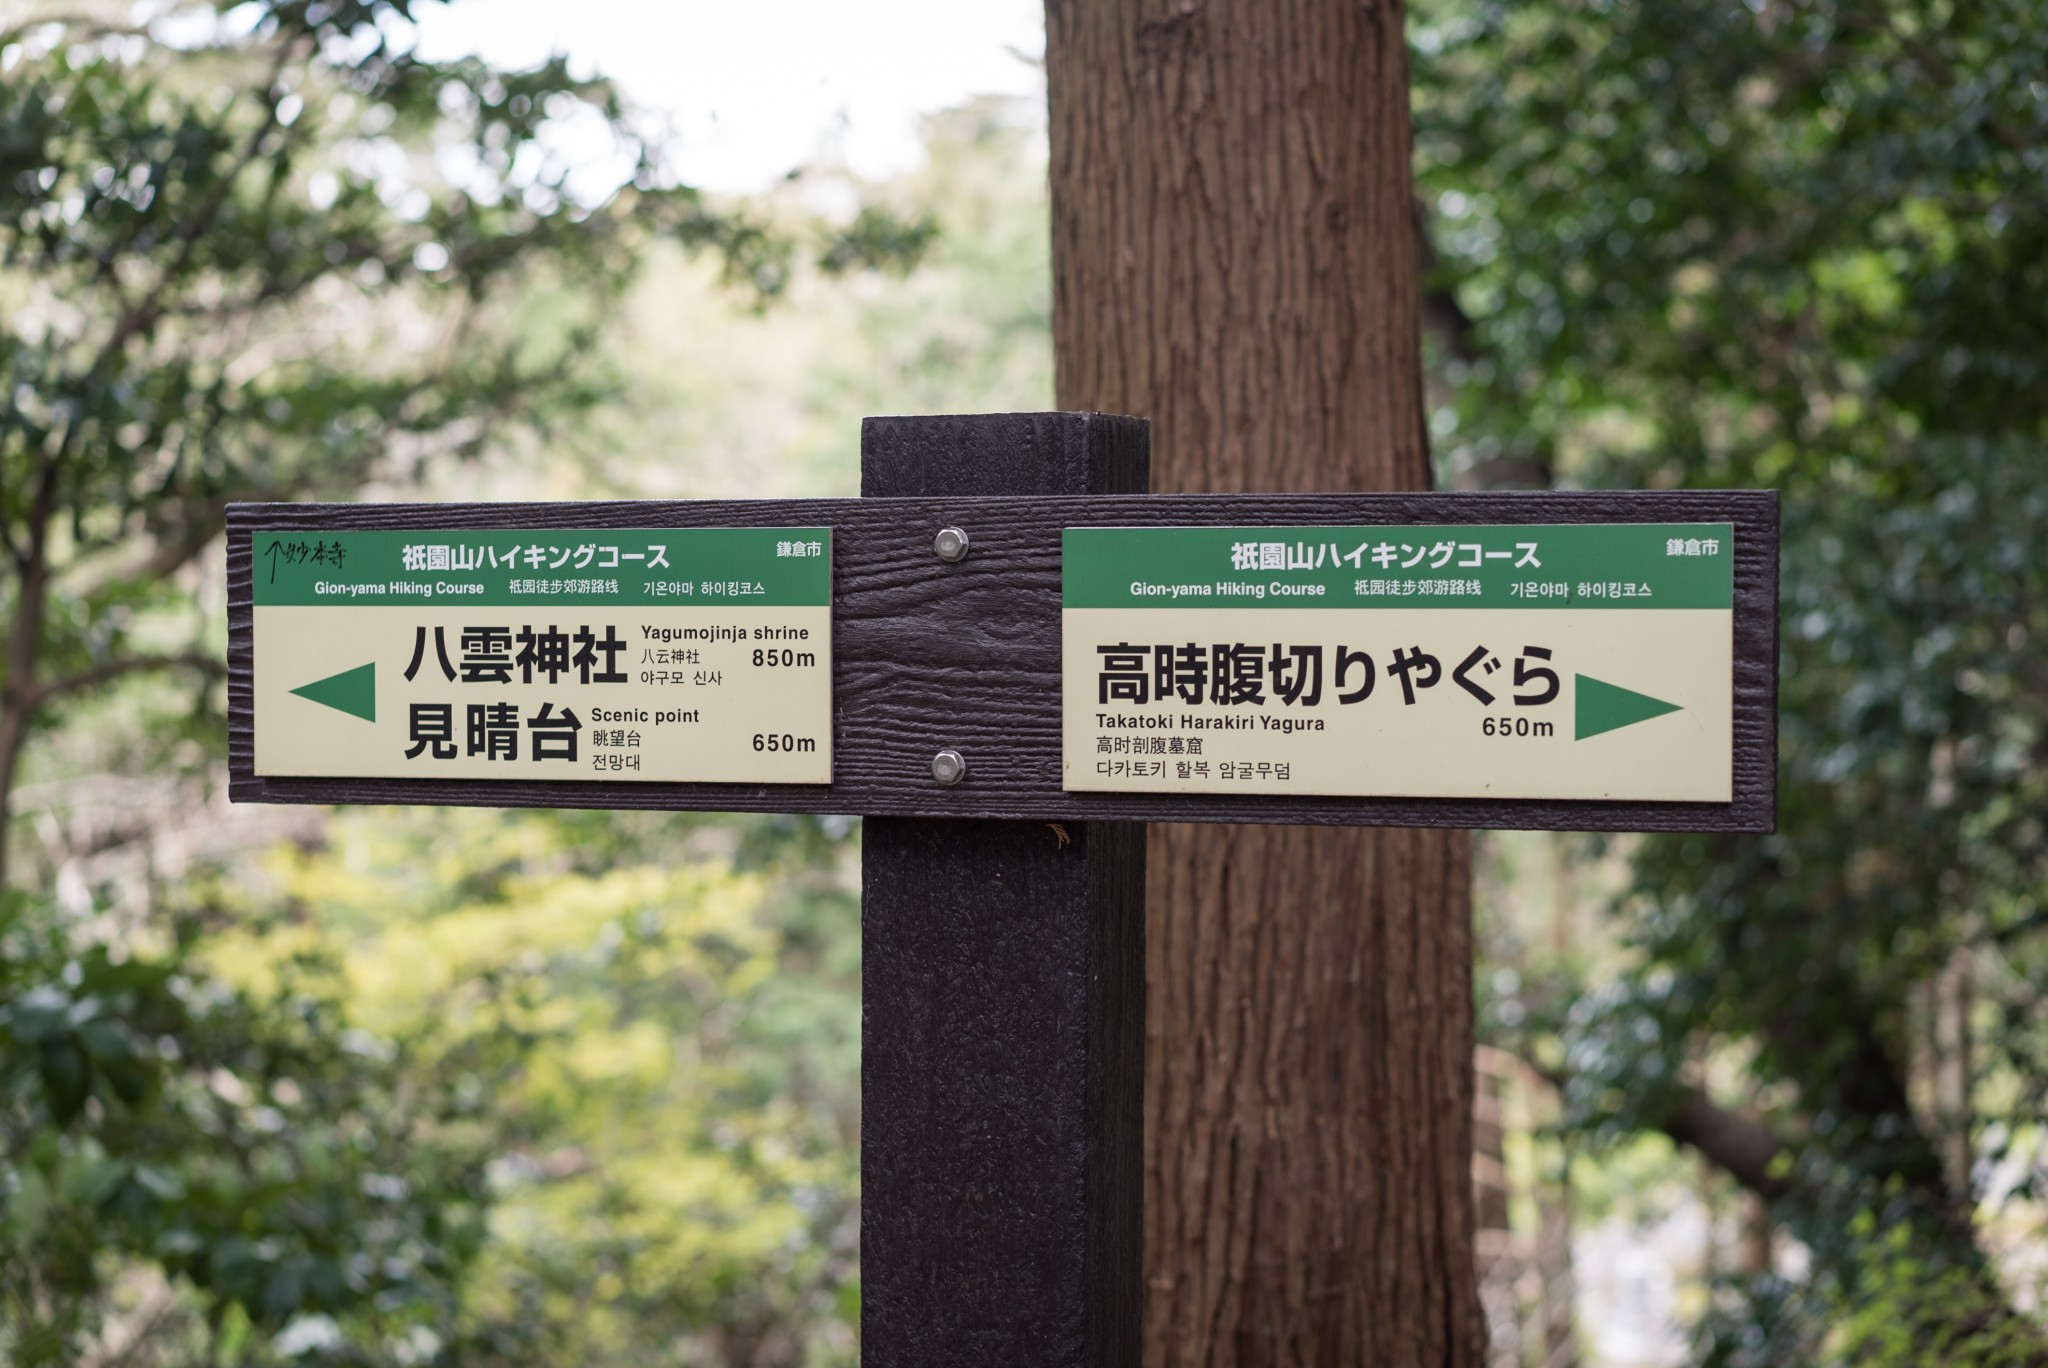 ↑妙本寺
祇園山ハイキングコース
鎌倉市
Gion-yama Hiking Course 祗园徒步郊游路线 기온야마 하이킹코스
八雲神社
Yagumojinja shrine
八云神社
850m
야구모 신사
見晴台
Scenic point
眺望台
650m
전망대
祇園山ハイキングコース
鎌倉市
Gion-yama Hiking Course 祗园徒步郊游路线 기온야마 하이킹코스
高時腹切りやぐら
Takatoki Harakiri Yagura
650m
高时剖腹墓窟
다카토키 할복 암굴무덤